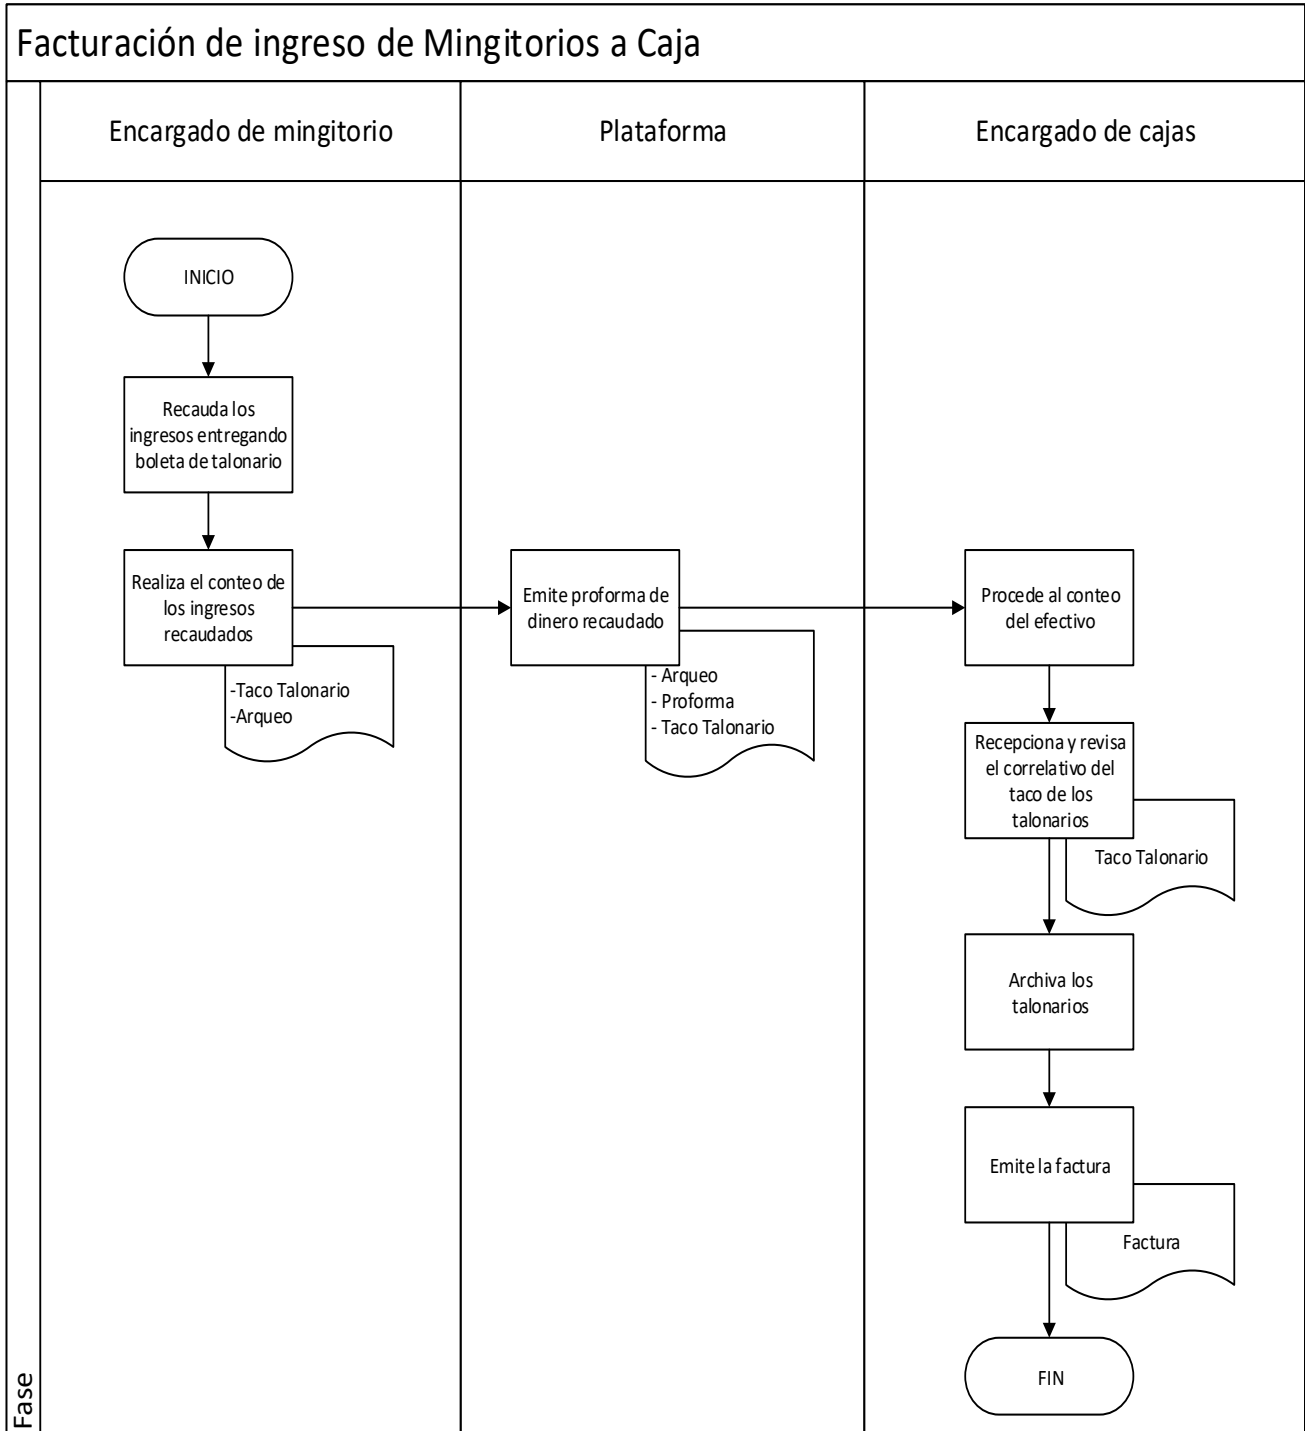 Facturación de ingreso de Mingitorios a Caja
Encargado de mingitorio
Plataforma
Encargado de cajas
INICIO
Recauda los
ingresos entregando
boleta de talonario
Realiza el conteo de
los ingresos
recaudados
-Taco Talonario
-Arqueo
Emite proforma de
dinero recaudado
- Arqueo
- Proforma
- Taco Talonario
Procede al conteo
del efectivo
Recepciona y revisa
el correlativo del
taco de los
talonarios
Taco Talonario
Archiva los
talonarios
Emite la factura
Factura
FIN
Fase